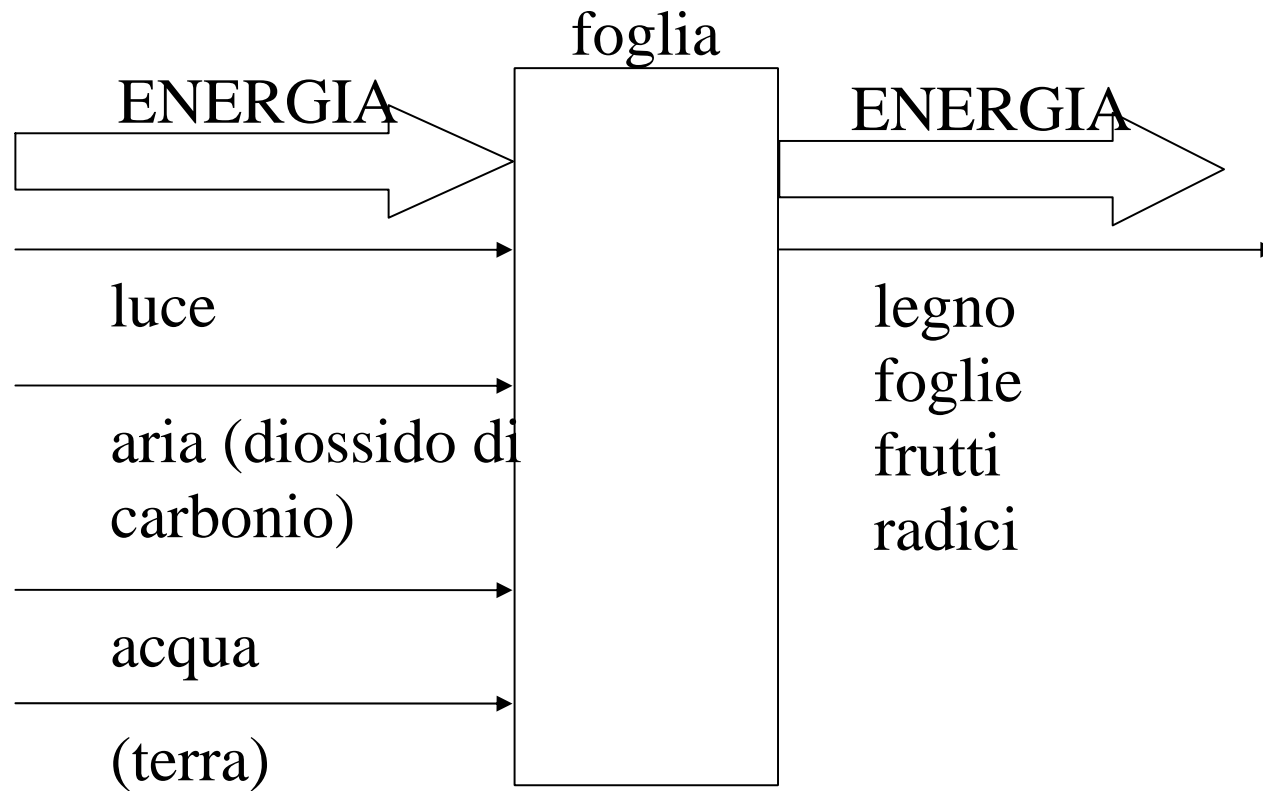 foglia
ENERGIA
ENERGIA
luce
aria (diossido di
carbonio)
acqua
(terra)
legno
foglie
frutti
radici